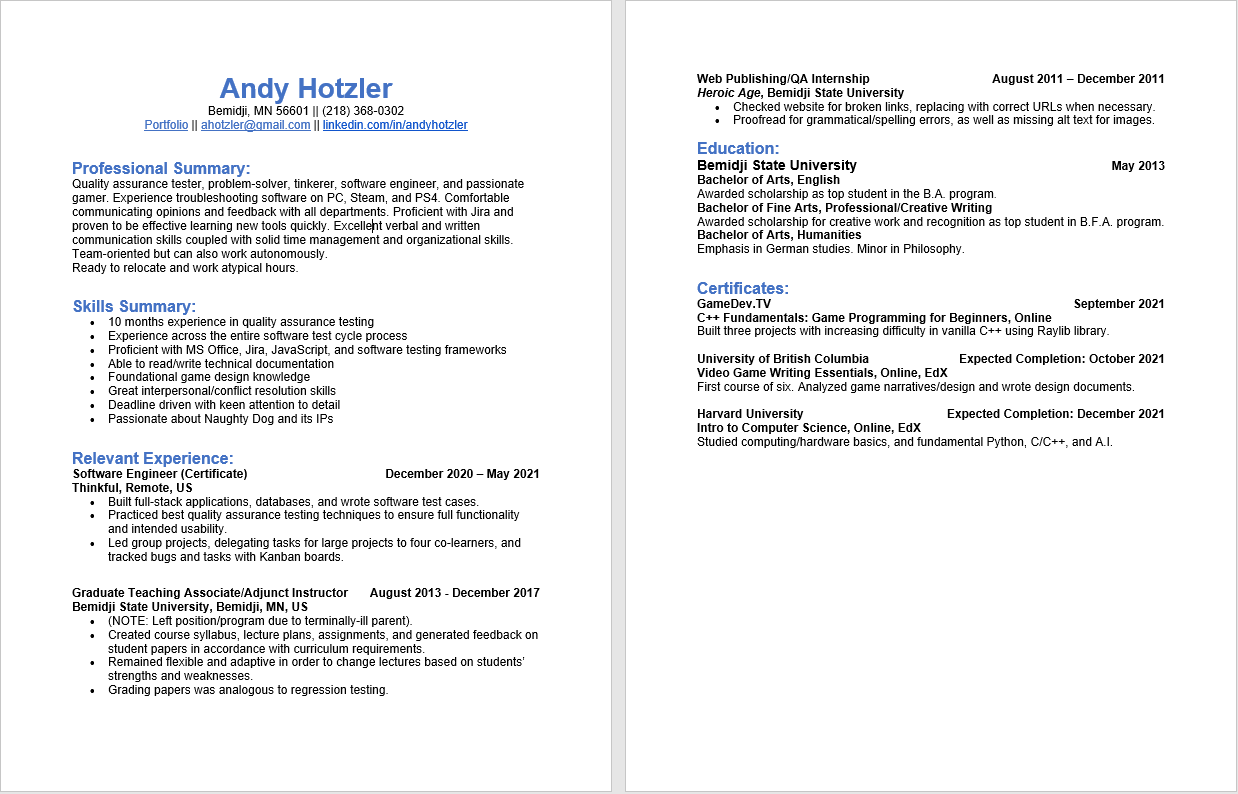 Andy Hotzler
Bemidji, MN 56601 || (218) 368-0302
Portfolio || ahotzler@gmail.com || linkedin.com/in/andyhotzler
Professional Summary:
Quality assurance tester, problem-solver, tinkerer, software engineer, and passionate
gamer. Experience troubleshooting software on PC, Steam, and PS4. Comfortable
communicating opinions and feedback with all departments. Proficient with Jira and
proven to be effective learning new tools quickly. Excellent verbal and written
communication skills coupled with solid time management and organizational skills.
Team-oriented but can also work autonomously.
Ready to relocate and work atypical hours.
Skills Summary:
• 10 months experience in quality assurance testing
• Experience across the entire software test cycle process
• Proficient with MS Office, Jira, JavaScript, and software testing frameworks
• Able to read/write technical documentation
• Foundational game design knowledge
• Great interpersonal/conflict resolution skills
• Deadline driven with keen attention to detail
• Passionate about Naughty Dog and its IPs
Relevant Experience:
Software Engineer (Certificate) December 2020 – May 2021
Thinkful, Remote, US
• Built full-stack applications, databases, and wrote software test cases.
• Practiced best quality assurance testing techniques to ensure full functionality
and intended usability.
• Led group projects, delegating tasks for large projects to four co-learners, and
tracked bugs and tasks with Kanban boards.
Graduate Teaching Associate/Adjunct Instructor August 2013 - December 2017
Bemidji State University, Bemidji, MN, US
• (NOTE: Left position/program due to terminally-ill parent).
• Created course syllabus, lecture plans, assignments, and generated feedback on
student papers in accordance with curriculum requirements.
• Remained flexible and adaptive in order to change lectures based on students’
strengths and weaknesses.
• Grading papers was analogous to regression testing.
Web Publishing/QA Internship August 2011 – December 2011
Heroic Age, Bemidji State University
• Checked website for broken links, replacing with correct URLs when necessary.
• Proofread for grammatical/spelling errors, as well as missing alt text for images.
Education:
Bemidji State University May 2013
Bachelor of Arts, English
Awarded scholarship as top student in the B.A. program.
Bachelor of Fine Arts, Professional/Creative Writing
Awarded scholarship for creative work and recognition as top student in B.F.A. program.
Bachelor of Arts, Humanities
Emphasis in German studies. Minor in Philosophy.
Certificates:
GameDev.TV September 2021
C++ Fundamentals: Game Programming for Beginners, Online
Built three projects with increasing difficulty in vanilla C++ using Raylib library.
University of British Columbia Expected Completion: October 2021
Video Game Writing Essentials, Online, EdX
First course of six. Analyzed game narratives/design and wrote design documents.
Harvard University Expected Completion: December 2021
Intro to Computer Science, Online, EdX
Studied computing/hardware basics, and fundamental Python, C/C++, and A.I.